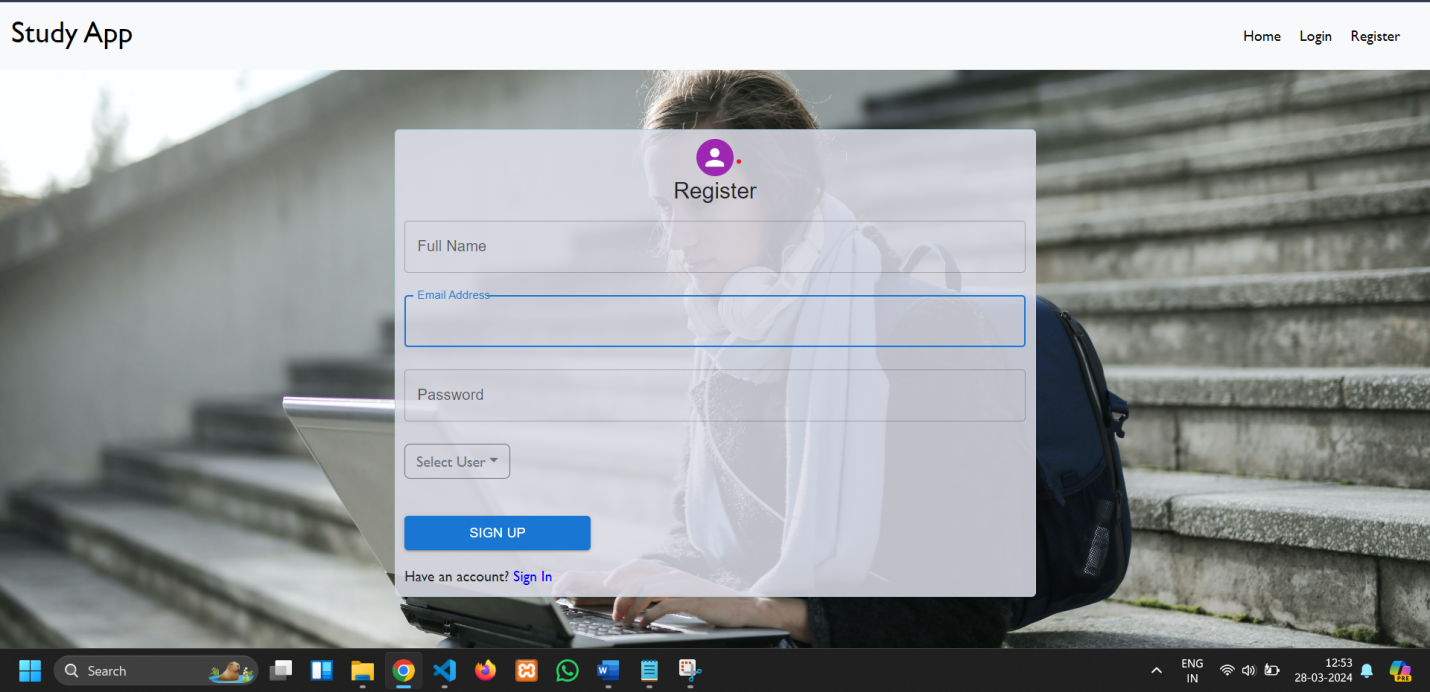 Study App
Home Login Register
Register
Full Name
Email Address
Password
Select User
SIGN UP
Have an account? Sign In
Search
ENG
IN
12:53
28-03-2024
PRE